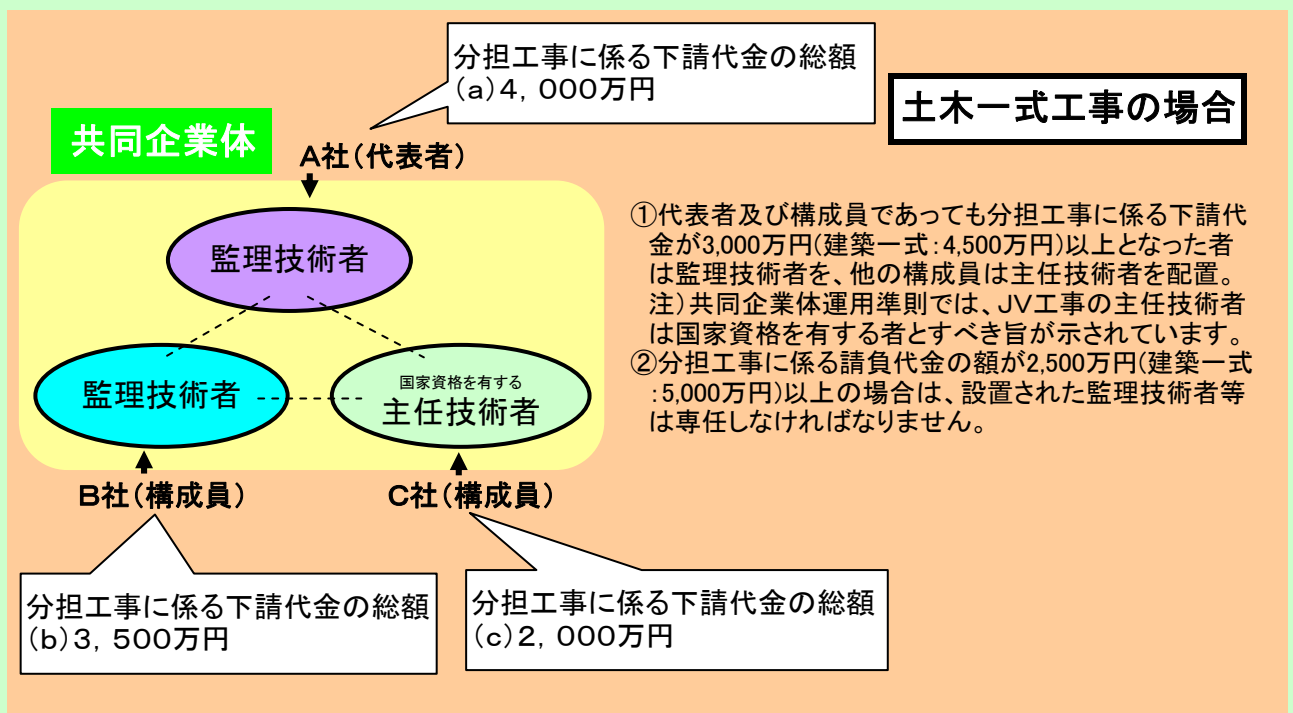 分担工事に係る下請代金の総額
(a)4，000万円
土木一式工事の場合
共同企業体
A社(代表者)
監理技術者
監理技術者
国家資格を有する
主任技術者
B社(構成員)
C社(構成員)
分担工事に係る下請代金の総額
(b)3，500万円
分担工事に係る下請代金の総額
(c)2，000万円
①代表者及び構成員であっても分担工事に係る下請代
金が3,000万円(建築一式：4,500万円)以上となった者
は監理技術者を、他の構成員は主任技術者を配置。
注)共同企業体運用準則では、JV工事の主任技術者
は国家資格を有する者とすべき旨が示されています。
②分担工事に係る請負代金の額が2,500万円(建築一式
：5,000万円)以上の場合は、設置された監理技術者等
は専任しなければなりません。